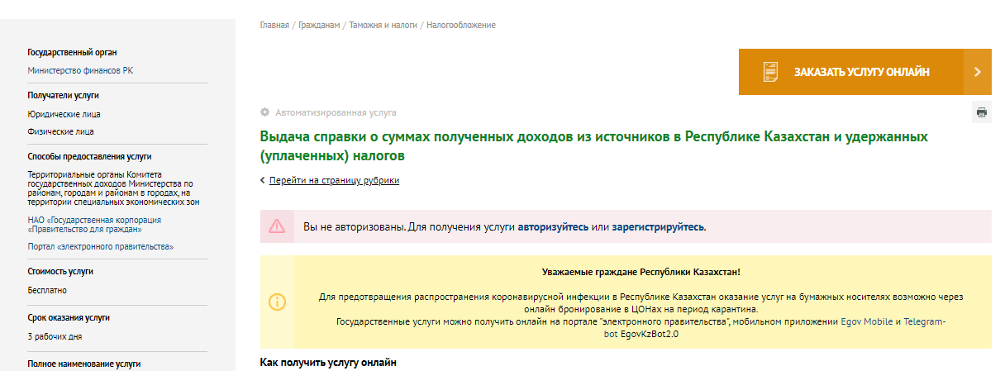 Главная / Гражданам / Таможня и налоги / Налогообложение
Государственный орган
Министерство финансов РК
Получатели услуги
Юридические лица
Физические лица
Способы предоставления услуги
Территориальные органы Комитета
государственных доходов Министерства по
районам, городам и районам в городах, на
территории специальных экономических зон
НАО «Государственная корпорация
«Правительство для граждан»
Портал «электронного правительства»
Стоимость услуги
Бесплатно
Срок оказания услуги
3 рабочих дня
Полное наименование услуги
ЗАКАЗАТЬ УСЛУГУ ОНЛАЙН
Автоматизированная услуга
Выдача справки о суммах полученных доходов из источников в Республике Казахстан и удержанных
(уплаченных) налогов
Перейти на страницу рубрики
Вы не авторизованы. Для получения услуги авторизуйтесь или зарегистрируйтесь.
Уважаемые граждане Республики Казахстан!
Для предотвращения распространения коронавирусной инфекции в Республике Казахстан оказание услуг на бумажных носителях возможно через
онлайн бронирование в ЦОНах на период карантина.
Государственные услуги можно получить онлайн на портале "электронного правительства", мобильном приложении Egov Mobile и Telegram-
bot EgovKzBot2.0
Как получить услугу онлайн